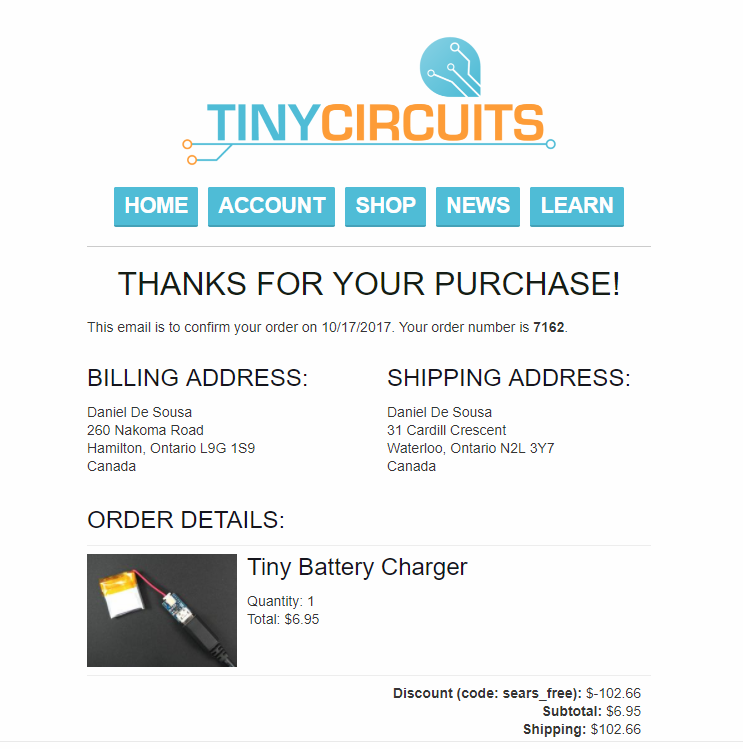 TINYCIRCUITS
HOME ACCOUNT SHOP NEWS LEARN
THANKS FOR YOUR PURCHASE!
This email is to confirm your order on 10/17/2017. Your order number is 7162.
BILLING ADDRESS:
Daniel De Sousa
260 Nakoma Road
Hamilton, Ontario L9G 1S9
Canada
SHIPPING ADDRESS:
Daniel De Sousa
31 Cardill Crescent
Waterloo, Ontario N2L 3Y7
Canada
ORDER DETAILS:
Tiny Battery Charger
Quantity: 1
Total: $6.95
Discount (code: sears_free): $-102.66
Subtotal: $6.95
Shipping: $102.66